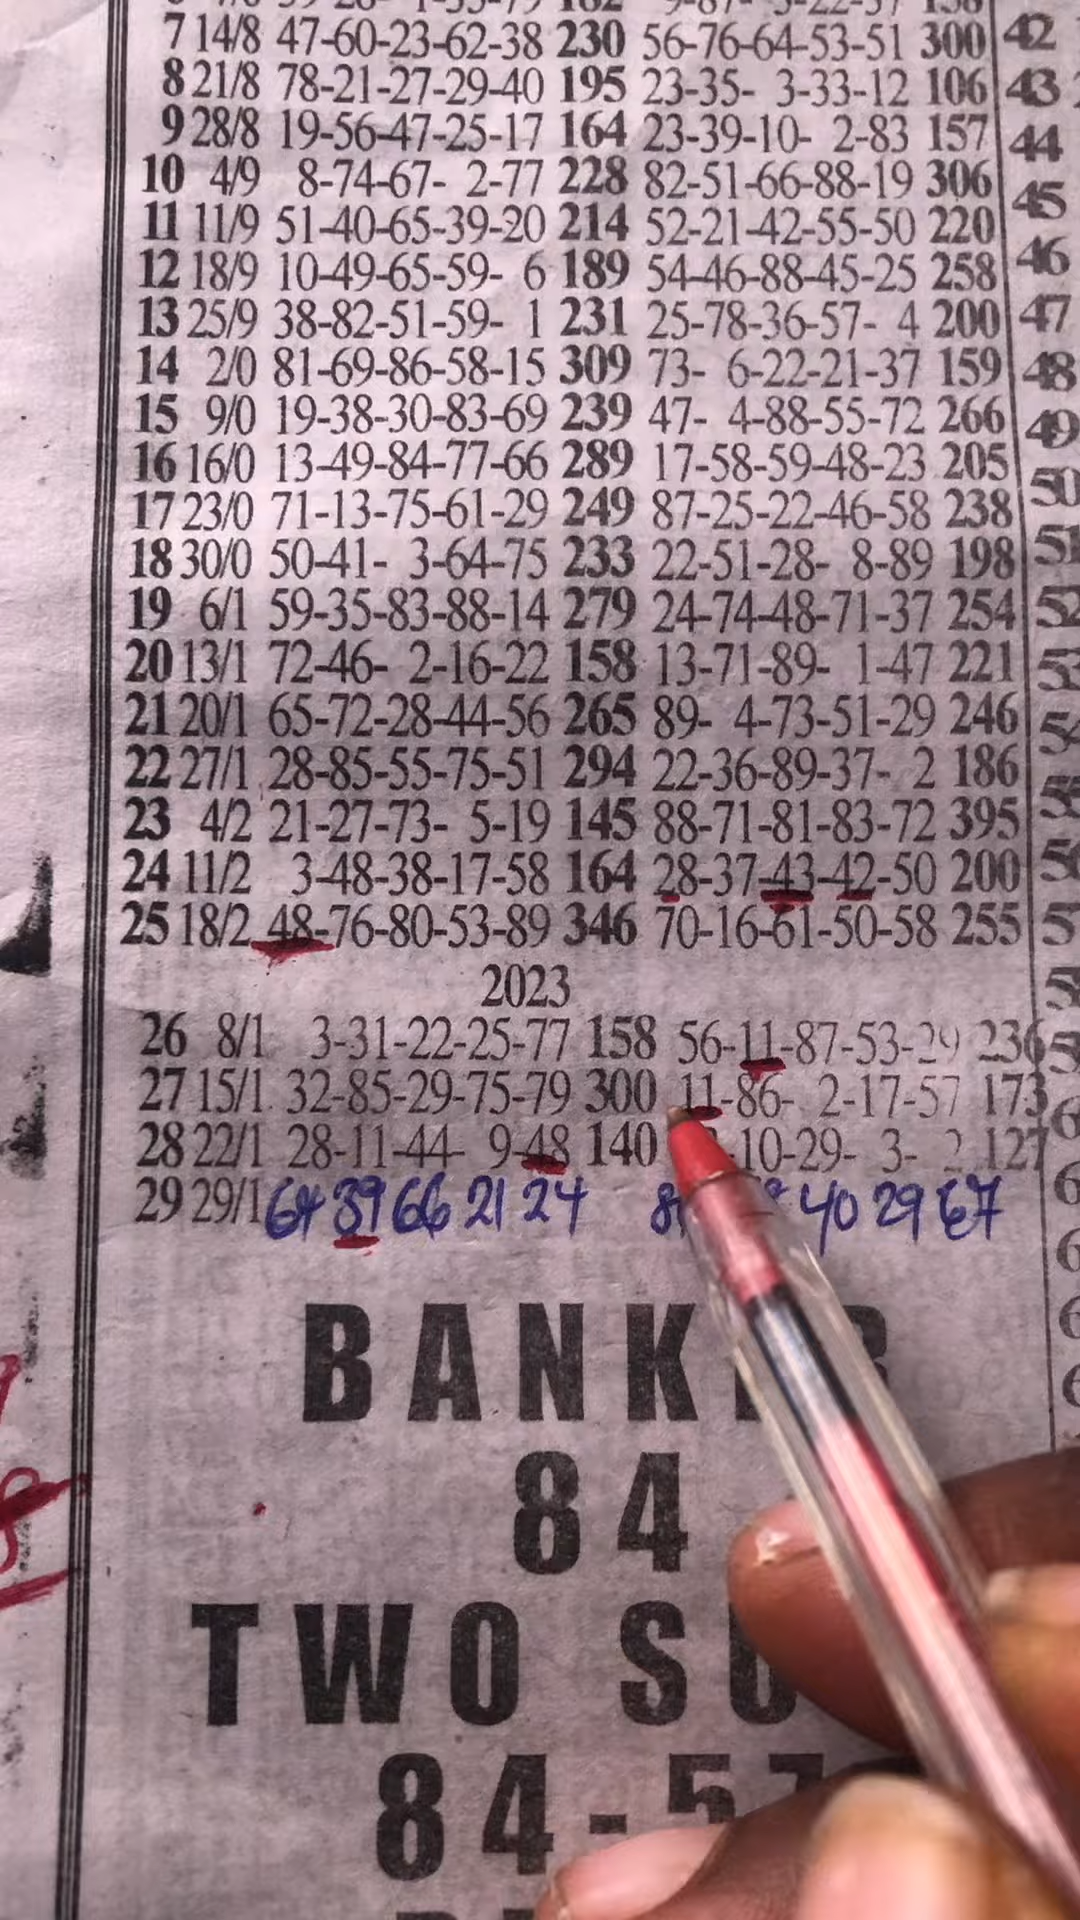 7 14/8 47-60-23-62-38 230 56-76-64-53-51 300 42
8 21/8 78-21-27-29-40 195 23-35- 3-33-12 106 43
9 28/8 19-56-47-25-17 164 23-39-10- 2-83 157 44
10 4/9 8-74-67- 2-77 228 82-51-66-88-19 306 45
11 11/9 51-40-65-39-20 214 52-21-42-55-50 220 46
12 18/9 10-49-65-59- 6 189 54-46-88-45-25 258 47
13 25/9 38-82-51-59- 1 231 25-78-36-57- 4 200 48
14 2/0 81-69-86-58-15 309 73- 6-22-21-37 159 49
15 9/0 19-38-30-83-69 239 47- 4-88-55-72 266 50
16 16/0 13-49-84-77-66 289 17-58-59-48-23 205 51
17 23/0 71-13-75-61-29 249 87-25-22-46-58 238 52
18 30/0 50-41- 3-64-75 233 22-51-28- 8-89 198 53
19 6/1 59-35-83-88-14 279 24-74-48-71-37 254 54
20 13/1 72-46- 2-16-22 158 13-71-89- 1-47 221
21 20/1 65-72-28-44-56 265 89- 4-73-51-29 246
22 27/1 28-85-55-75-51 294 22-36-89-37- 2 186
23 4/2 21-27-73- 5-19 145 88-71-81-83-72 395
24 11/2 3-48-38-17-58 164 28-37-43-42-50 200
25 18/2 48-76-80-53-89 346 70-16-61-50-58 255
2023
26 8/1 3-31-22-25-77 158 56-11-87-53-29 236
27 15/1 32-85-29-75-79 300 11-86- 2-17-57 173
28 22/1 28-11-44- 9-48 140 -10-29- 3- 2 127
29 29/1 64 39 66 21 24 40 29 67
84
TWO
84-57